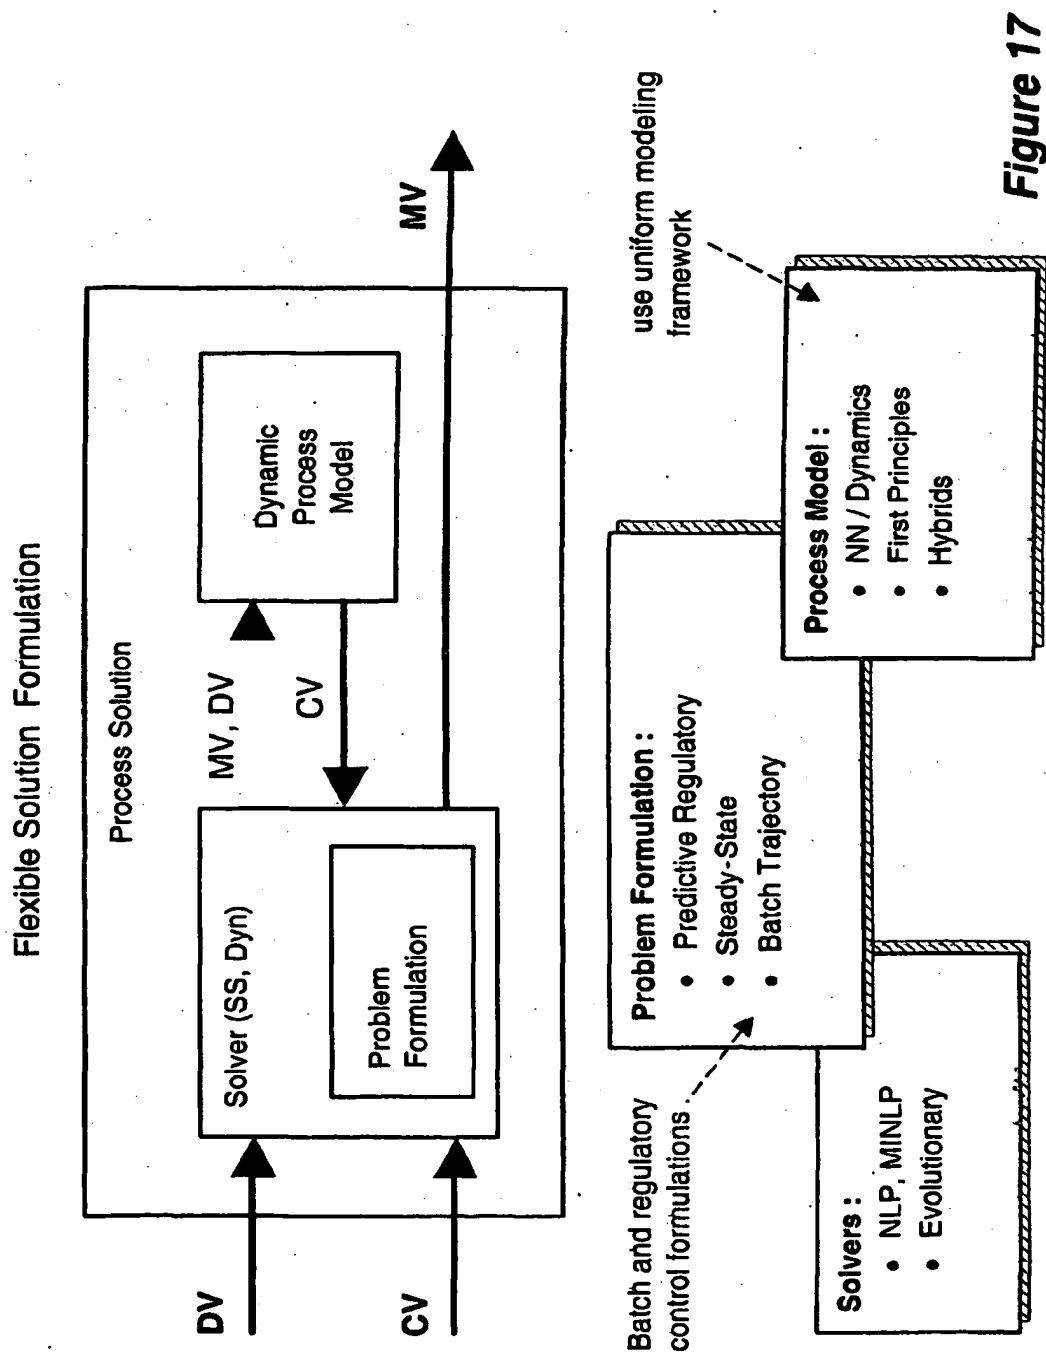 Flexible Solution Formulation
Process Solution
DV
CV
Solver (SS, Dyn)
Problem
Formulation
MV, DV
CV
Dynamic
Process
Model
MV
Batch and regulatory
control formulations
Solvers :
• NLP, MINLP
• Evolutionary
Problem Formulation :
• Predictive Regulatory
• Steady-State
• Batch Trajectory
Process Model :
• NN / Dynamics
• First Principles
• Hybrids
use uniform modeling
framework
Figure 17